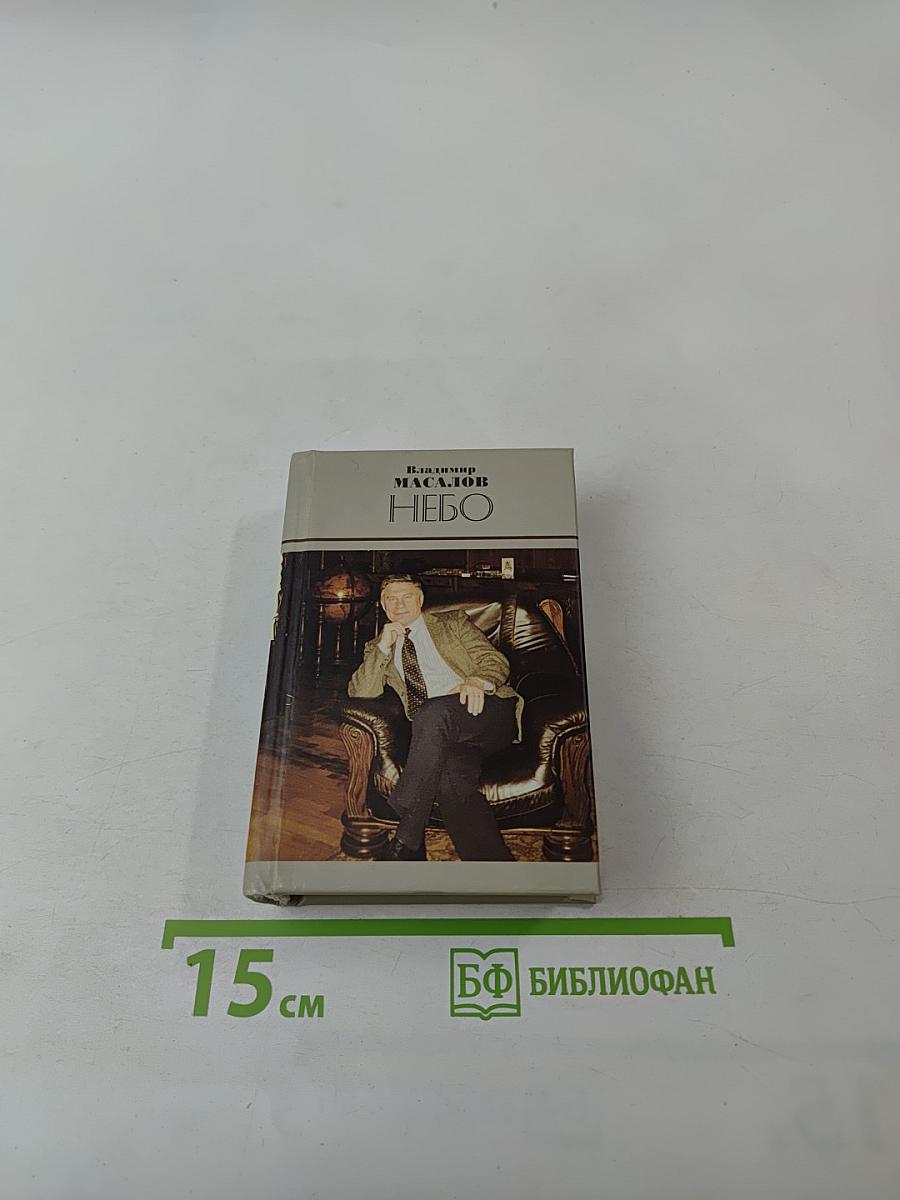 Владимир
МАСАЛОВ
НЕБО
15 см
БФ БИБЛИОФАН